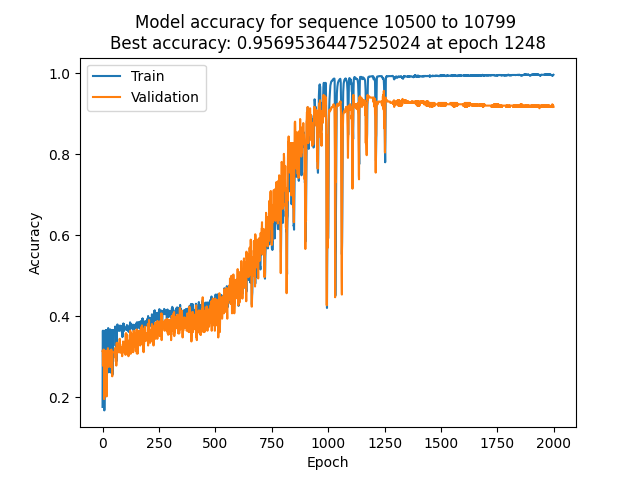 Model accuracy for sequence 10500 to 10799
Best accuracy: 0.9569536447525024 at epoch 1248
Train
Validation
1.0
0.8
0.6
0.4
0.2
Accuracy
0 250 500 750 1000 1250 1500 1750 2000
Epoch